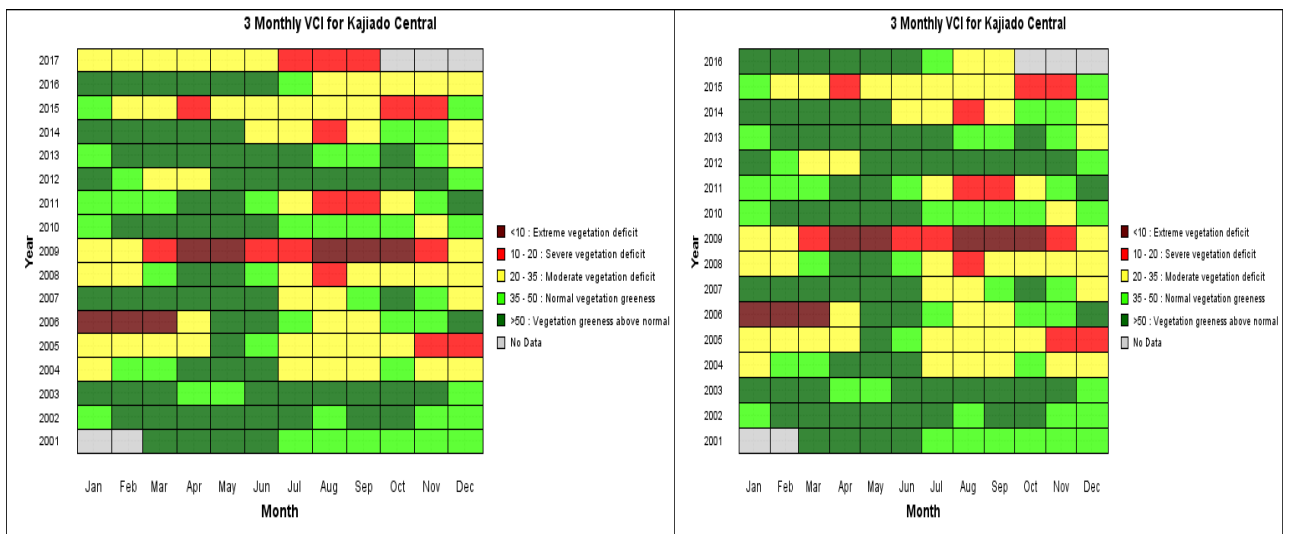 3 Monthly VCI for Kajiado Central
Year
2017
2016
2015
2014
2013
2012
2011
2010
2009
2008
2007
2006
2005
2004
2003
2002
2001
Jan Feb Mar Apr May Jun Jul Aug Sep Oct Nov Dec
Month
<10 : Extreme vegetation deficit
10 - 20 : Severe vegetation deficit
20 - 35 : Moderate vegetation deficit
35 - 50 : Normal vegetation greeness
>50 : Vegetation greeness above normal
No Data
3 Monthly VCI for Kajiado Central
Year
2016
2015
2014
2013
2012
2011
2010
2009
2008
2007
2006
2005
2004
2003
2002
2001
Jan Feb Mar Apr May Jun Jul Aug Sep Oct Nov Dec
Month
<10 : Extreme vegetation deficit
10 - 20 : Severe vegetation deficit
20 - 35 : Moderate vegetation deficit
35 - 50 : Normal vegetation greeness
>50 : Vegetation greeness above normal
No Data